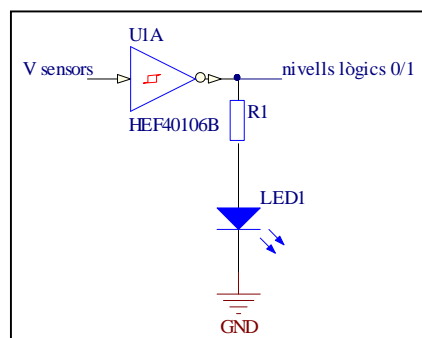 U1A
V sensors
nivells lògics 0/1
R1
HEF40106B
LED1
GND